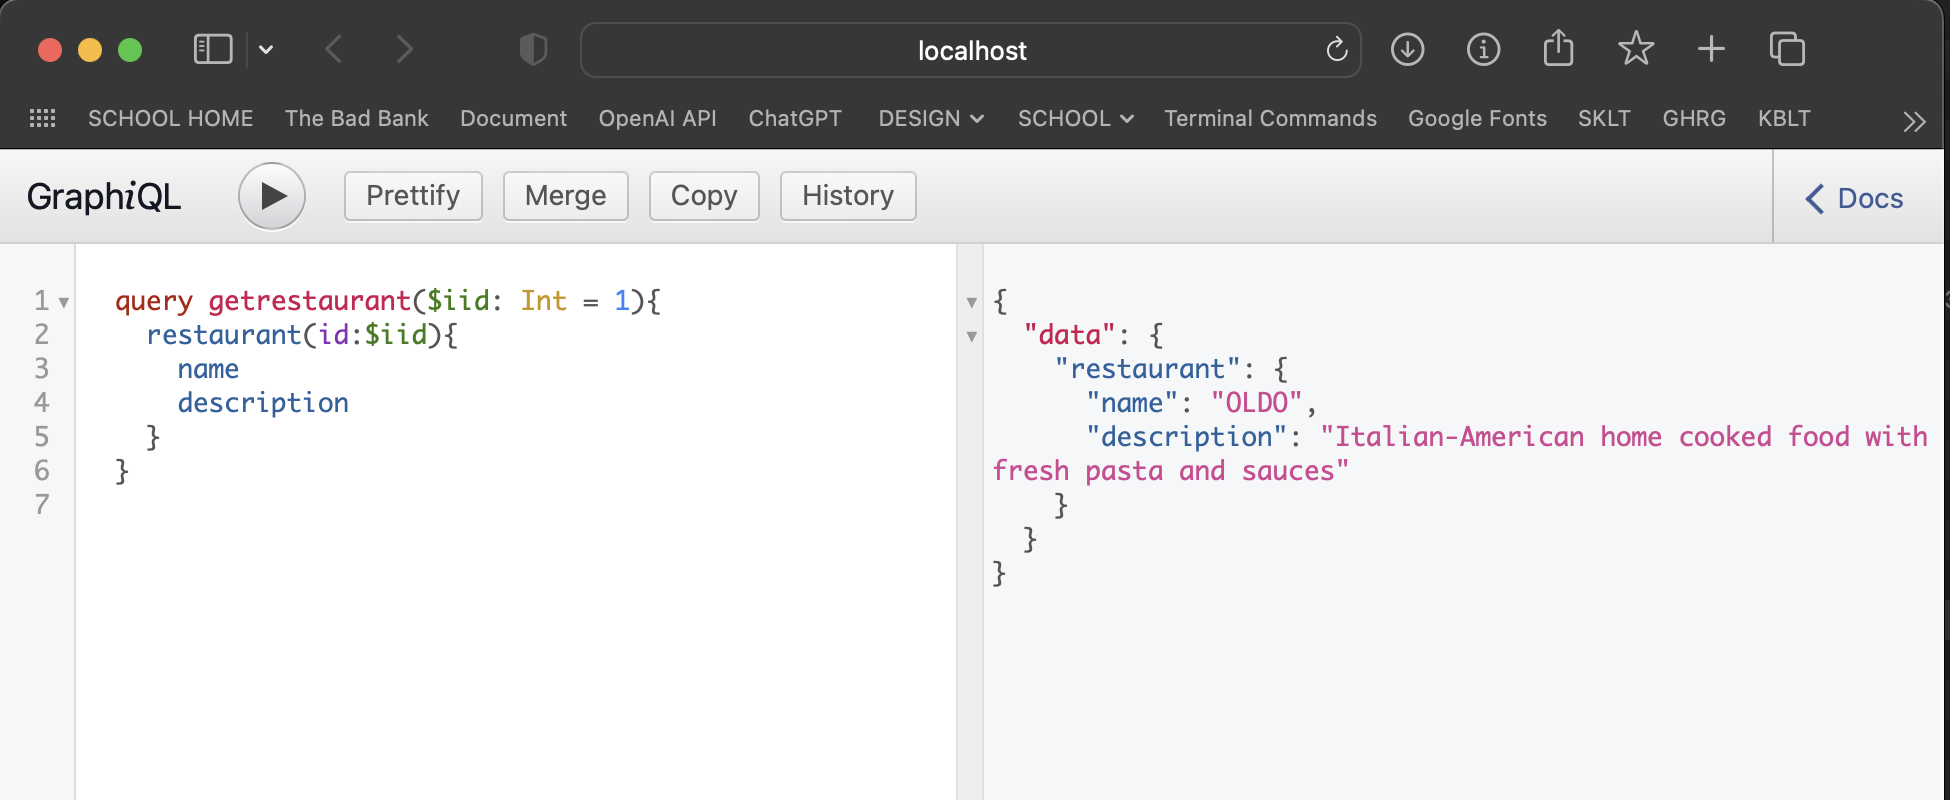 localhost
SCHOOL HOME The Bad Bank Document OpenAI API ChatGPT DESIGN SCHOOL Terminal Commands Google Fonts SKLT GHRG KBLT
GraphiQL Prettify Merge Copy History Docs
1 query getrestaurant($iid: Int = 1){
2   restaurant(id:$iid){
3     name
4     description
5   }
6 }
7
{
  "data": {
    "restaurant": {
      "name": "OLDO",
      "description": "Italian-American home cooked food with
fresh pasta and sauces"
    }
  }
}